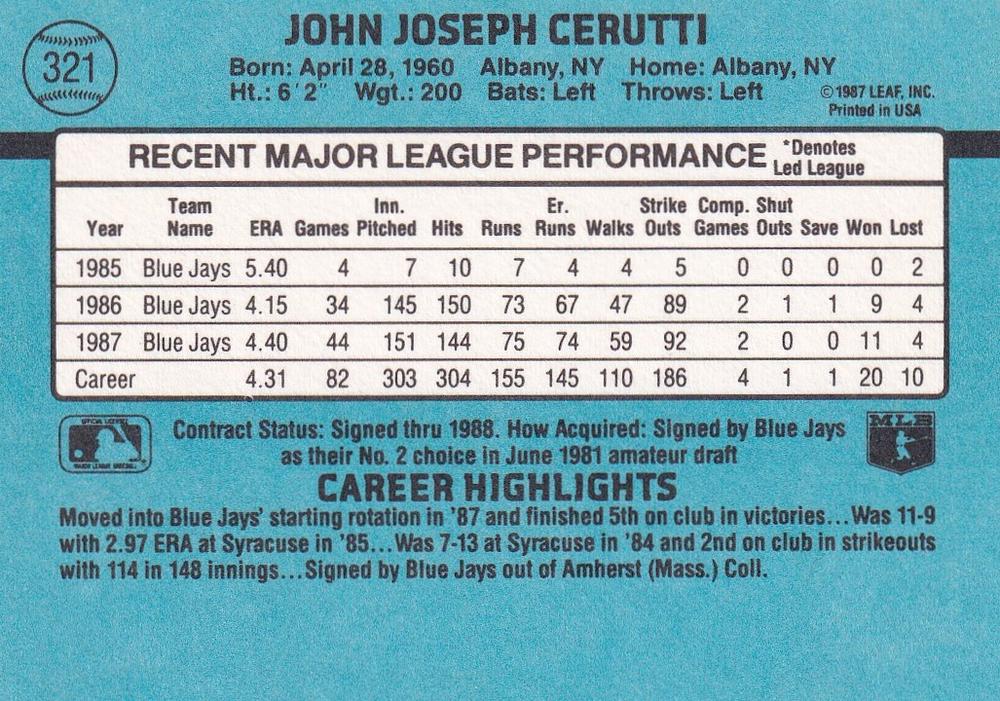 JOHN JOSEPH CERUTTI
321
Born: April 28, 1960 Albany, NY Home: Albany, NY
Ht.: 6'2" Wgt.: 200 Bats: Left Throws: Left
©1987 LEAF, INC.
Printed in USA
RECENT MAJOR LEAGUE PERFORMANCE *Denotes
Led League
Year Team Name ERA Games Inn. Pitched Hits Runs Er. Runs Walks Strike Outs Comp. Games Shut Outs Save Won Lost
1985 Blue Jays 5.40 4 7 10 7 4 4 5 0 0 0 0 2
1986 Blue Jays 4.15 34 145 150 73 67 47 89 2 1 1 9 4
1987 Blue Jays 4.40 44 151 144 75 74 59 92 2 0 0 11 4
Career 4.31 82 303 304 155 145 110 186 4 1 1 20 10
Contract Status: Signed thru 1988. How Acquired: Signed by Blue Jays
as their No. 2 choice in June 1981 amateur draft
MLB
CAREER HIGHLIGHTS
Moved into Blue Jays' starting rotation in '87 and finished 5th on club in victories...Was 11-9
with 2.97 ERA at Syracuse in '85...Was 7-13 at Syracuse in '84 and 2nd on club in strikeouts
with 114 in 148 innings...Signed by Blue Jays out of Amherst (Mass.) Coll.